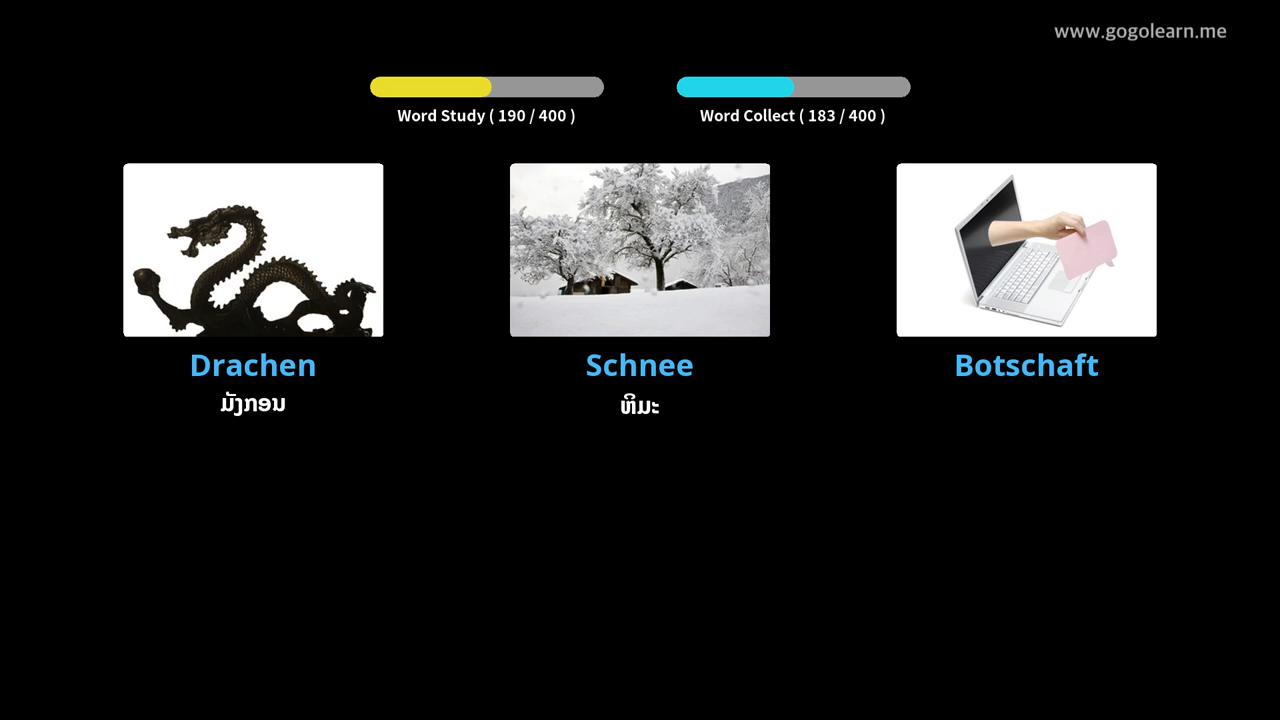 www.gogolearn.me
Word Study ( 190 / 400 )
Word Collect ( 183 / 400 )
Drachen
Schnee
Botschaft
ມັງກອນ
ຫິມະ